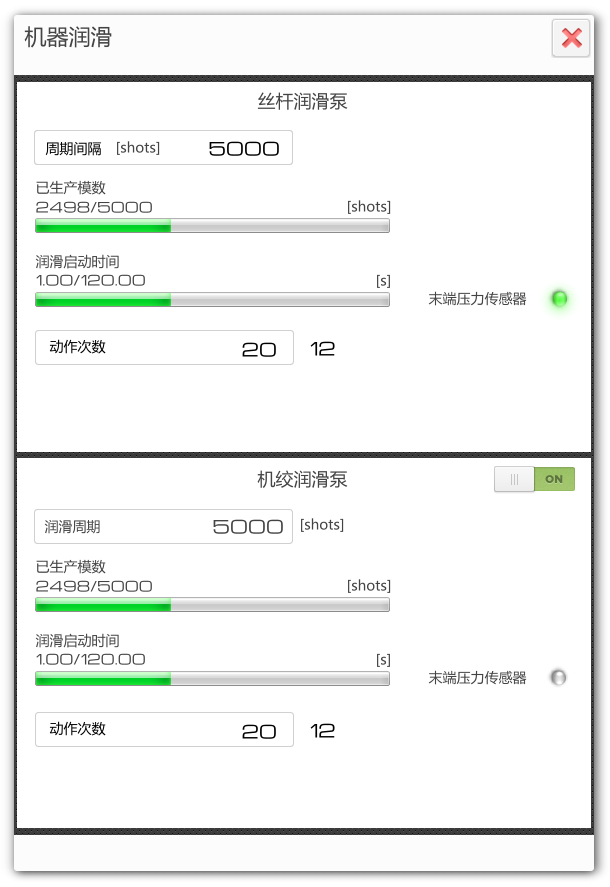 机器润滑
丝杆润滑泵
周期间隔 [shots] 5000
已生产模数
2498/5000 [shots]
润滑启动时间
1.00/120.00 [s]
末端压力传感器
动作次数 20 12
机绞润滑泵 ON
润滑周期 5000 [shots]
已生产模数
2498/5000 [shots]
润滑启动时间
1.00/120.00 [s]
末端压力传感器
动作次数 20 12